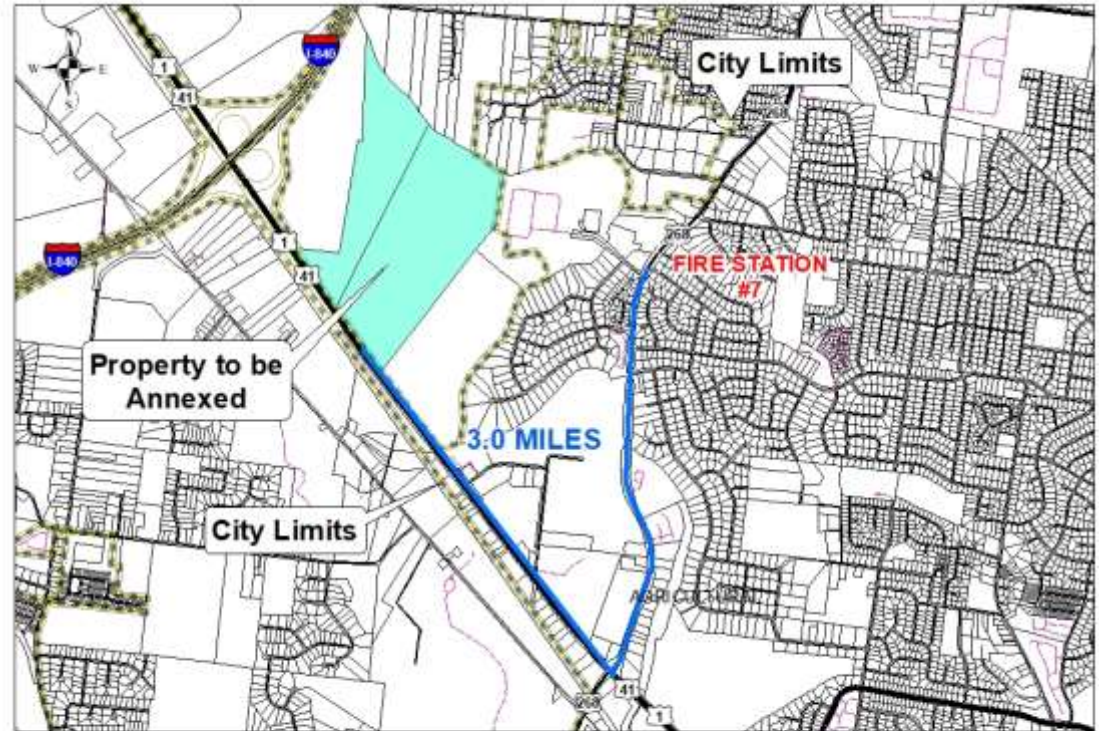 N
W
E
S
1
41
I-840
City Limits
268
I-840
1
41
268
FIRE STATION
#7
Property to be
Annexed
3.0 MILES
City Limits
AGRICULTURAL
268
41
1